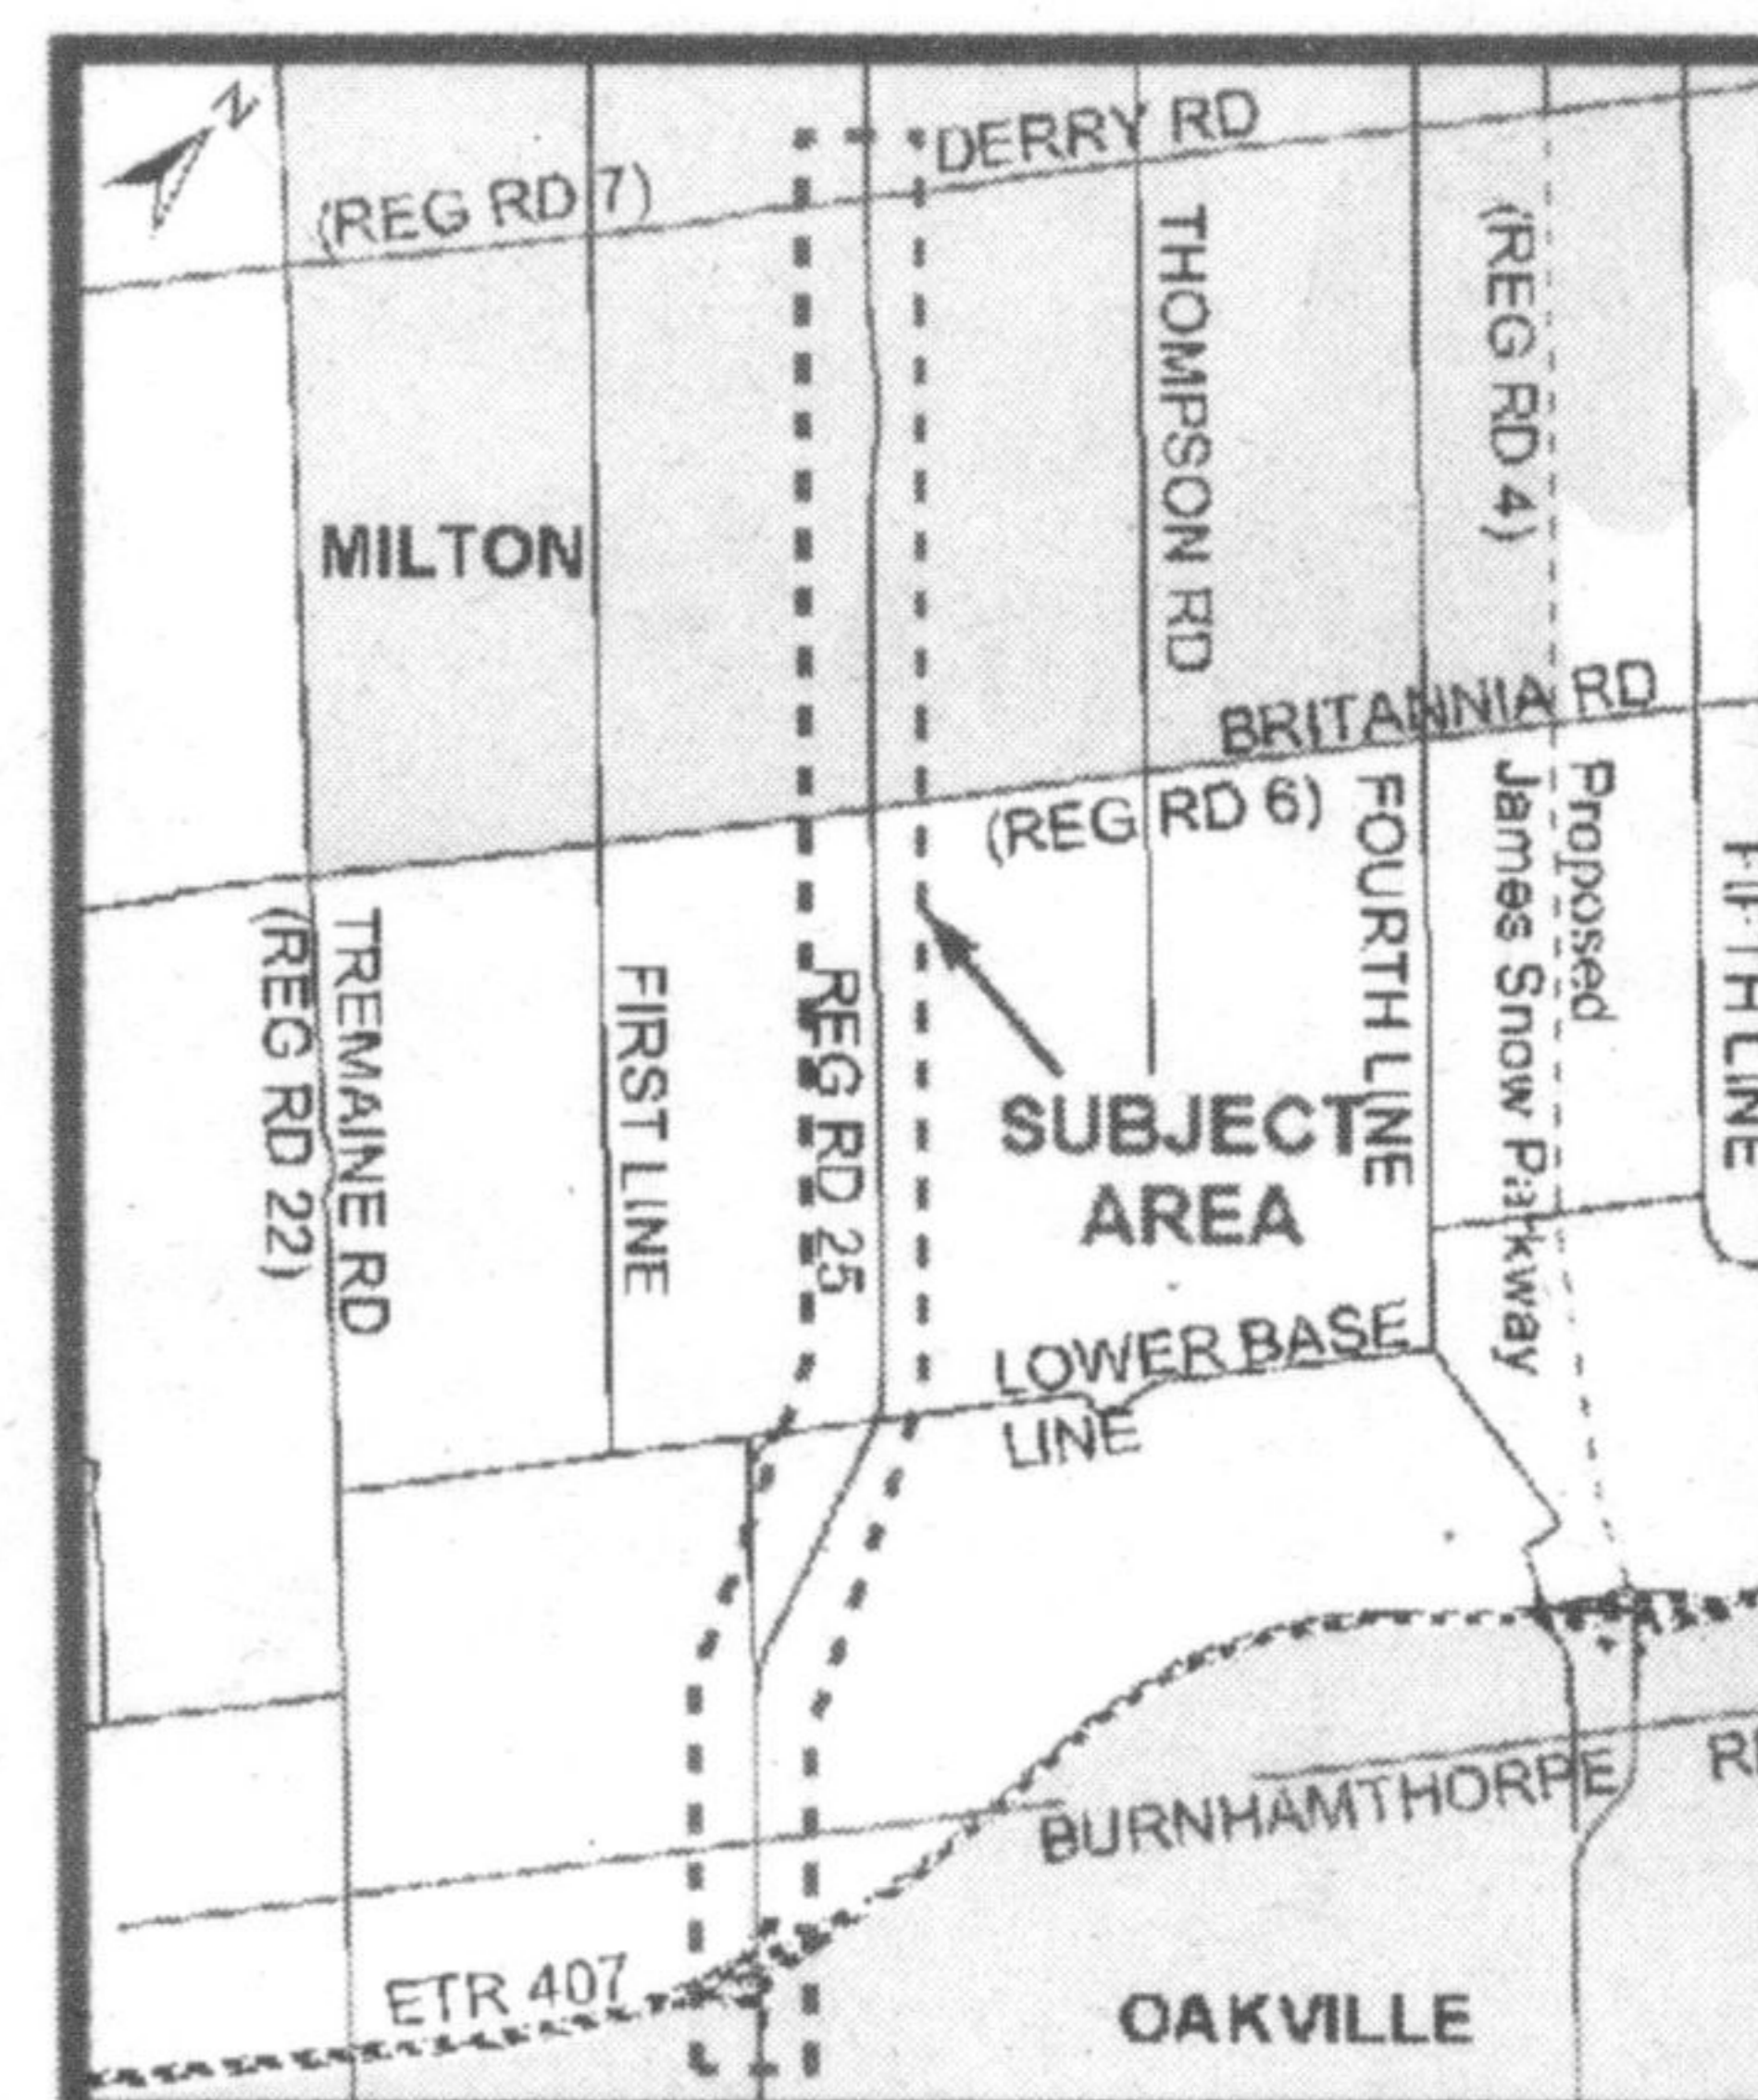 N
DERRY RD
(REG RD 7)
THOMPSON RD
(REG RD 4)
MILTON
BRITANNIA RD
(REG RD 6)
FOURTH LINE
Proposed
James Snow Parkway
FIFTH LINE
TREMAINE RD
(REG RD 22)
FIRST LINE
REG RD 25
SUBJECT
AREA
LOWER BASE
LINE
BURNHAMTHORPE
ETR 407
OAKVILLE